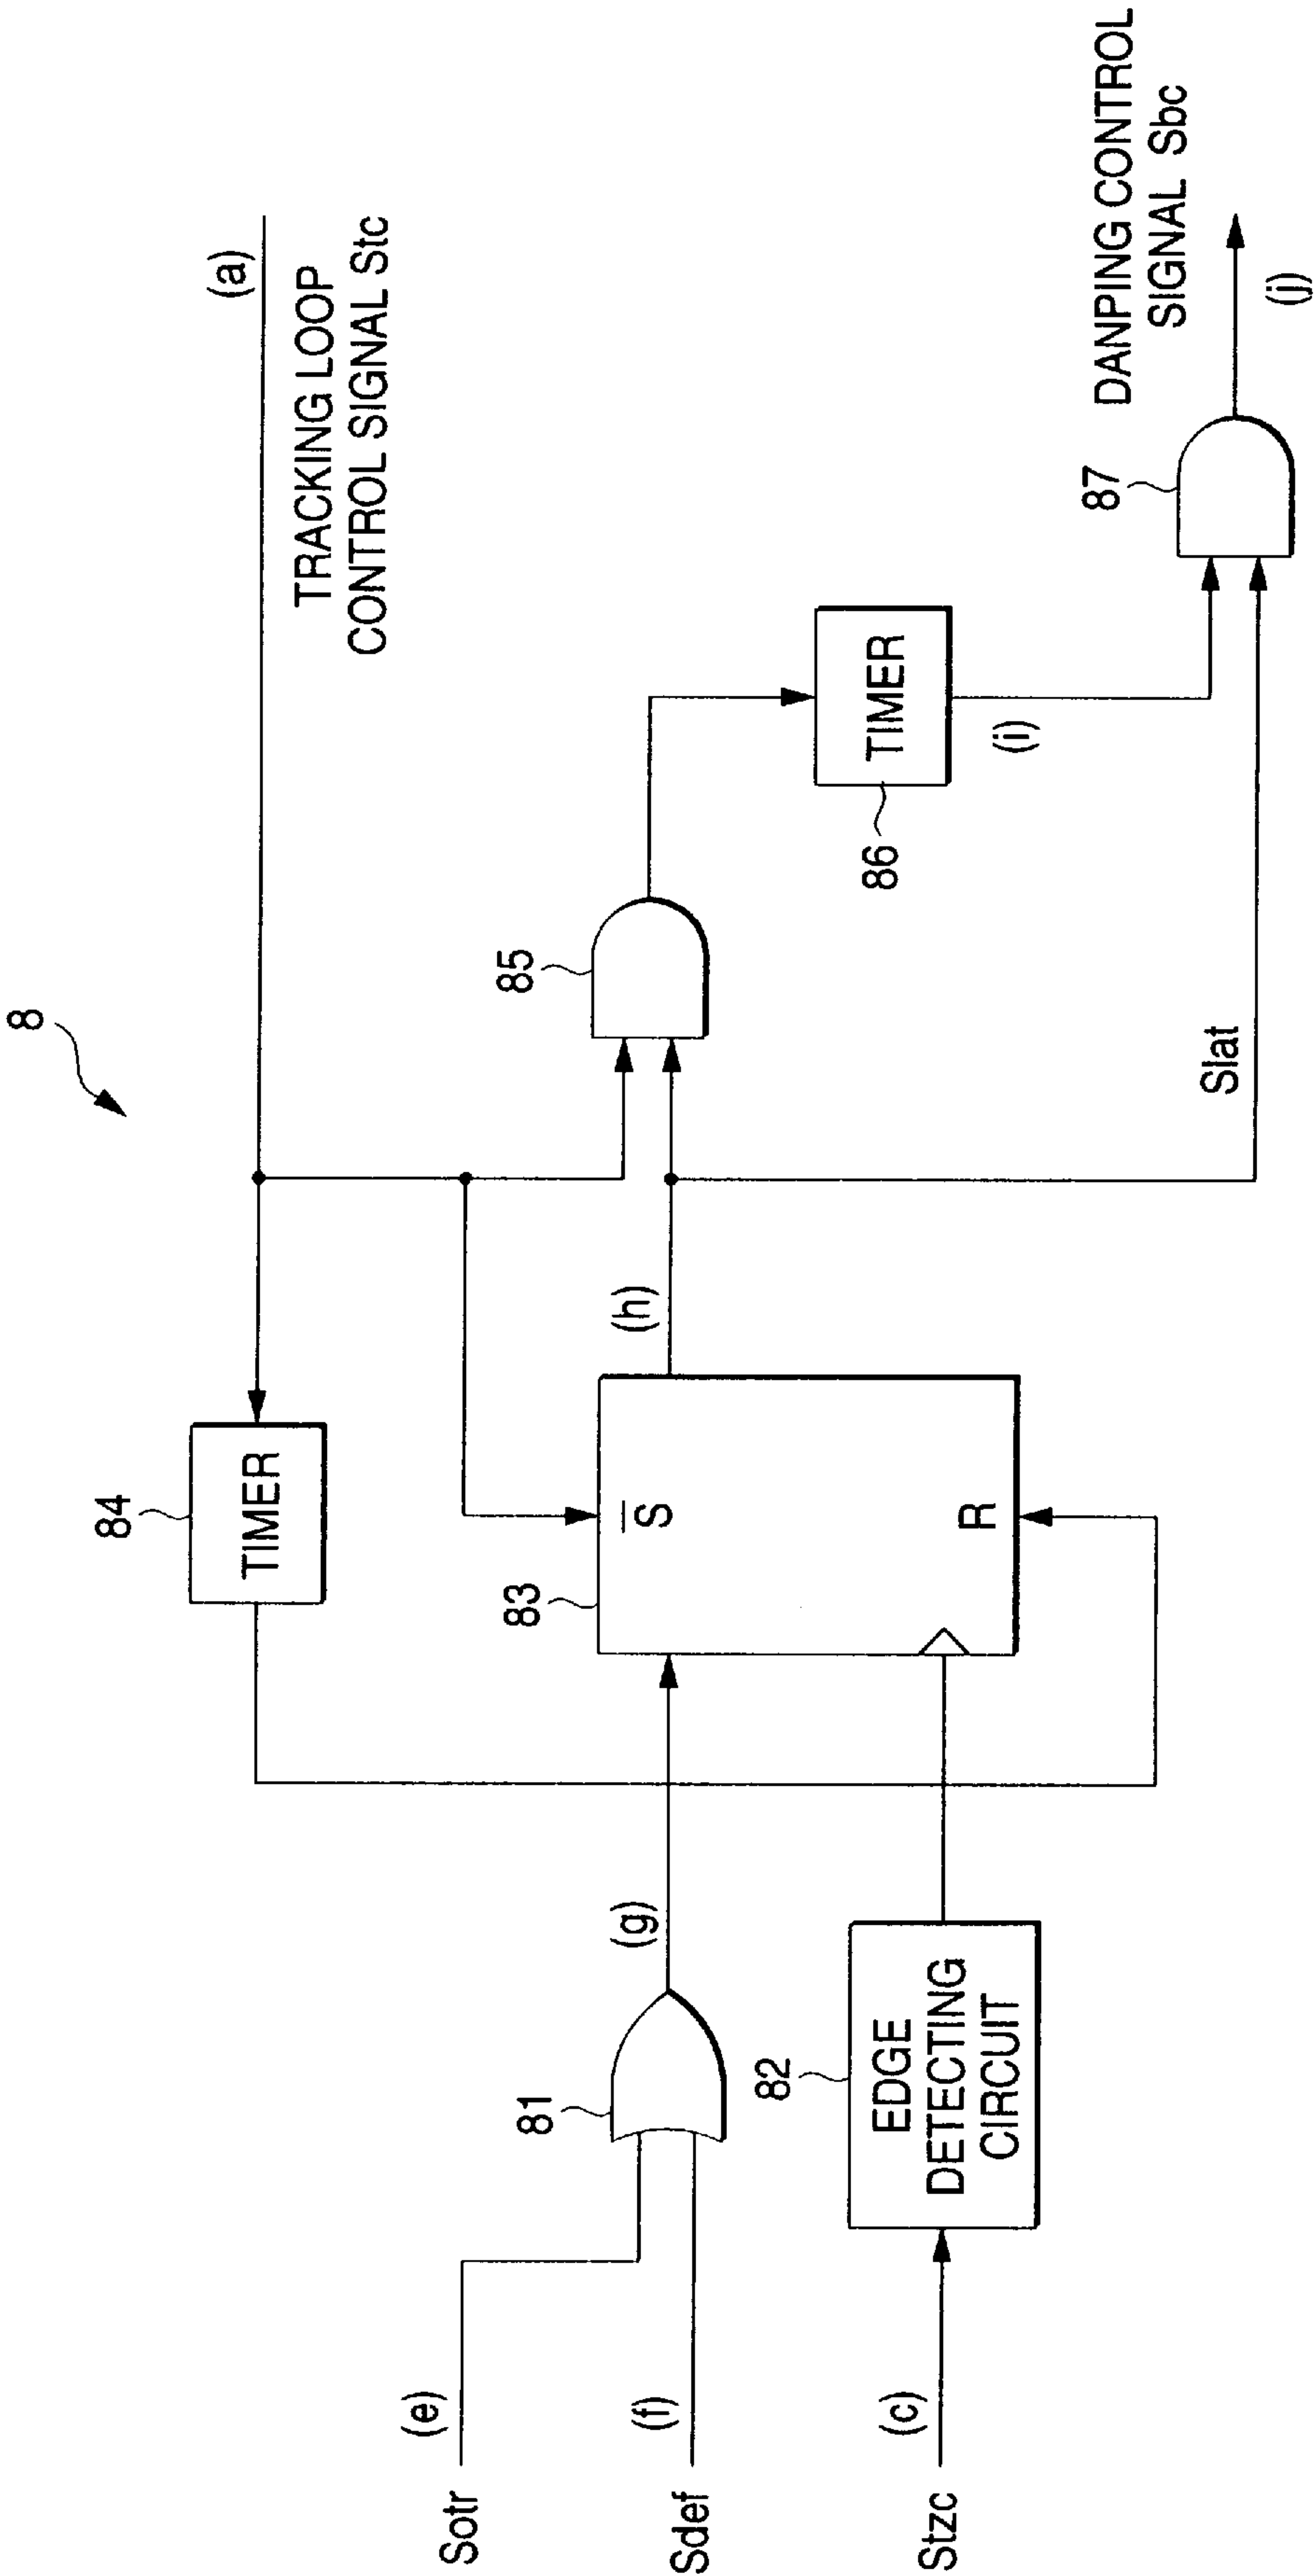 8
(a)
TRACKING LOOP
CONTROL SIGNAL Stc
84
TIMER
85
(h)
83
S
R
(e)
Sotr
81
(g)
(f)
Sdef
82
EDGE
DETECTING
CIRCUIT
(c)
Stzc
86
TIMER
(i)
Slat
87
DANPING CONTROL
SIGNAL Sbc
(j)